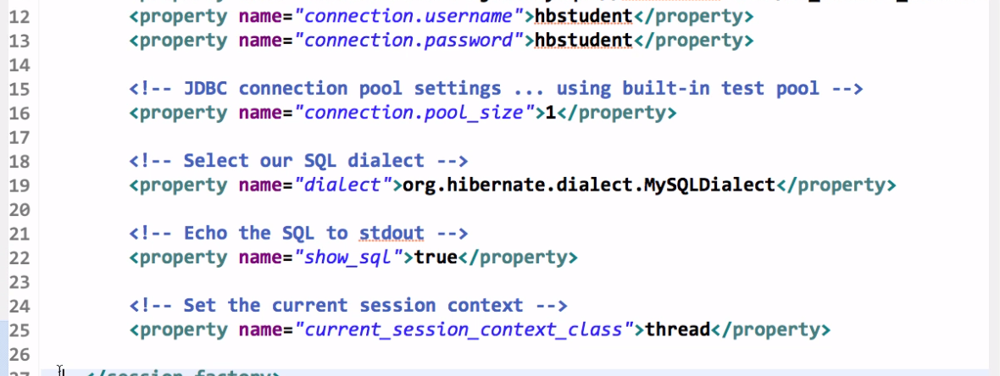 12 <property name="connection.username">hbstudent</property>
13 <property name="connection.password">hbstudent</property>
14
15 <!-- JDBC connection pool settings ... using built-in test pool -->
16 <property name="connection.pool_size">1</property>
17
18 <!-- Select our SQL dialect -->
19 <property name="dialect">org.hibernate.dialect.MySQLDialect</property>
20
21 <!-- Echo the SQL to stdout -->
22 <property name="show_sql">true</property>
23
24 <!-- Set the current session context -->
25 <property name="current_session_context_class">thread</property>
26
27 </session-factory>